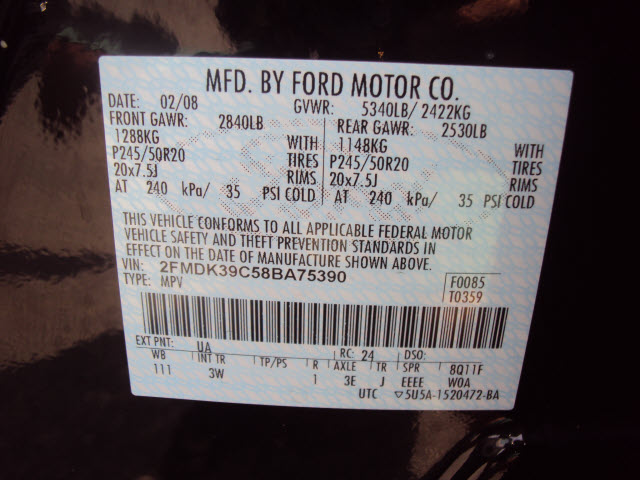 MFD. BY FORD MOTOR CO.
DATE: 02/08 GVWR: 5340LB/ 2422KG
FRONT GAWR: 2840LB REAR GAWR: 2530LB
1288KG WITH 1148KG WITH
P245/50R20 TIRES P245/50R20 TIRES
20x7.5J RIMS 20x7.5J RIMS
AT 240 kPa/ 35 PSI COLD AT 240 kPa/ 35 PSI COLD
THIS VEHICLE CONFORMS TO ALL APPLICABLE FEDERAL MOTOR
VEHICLE SAFETY AND THEFT PREVENTION STANDARDS IN
EFFECT ON THE DATE OF MANUFACTURE SHOWN ABOVE.
VIN: 2FMDK39C58BA75390 F0085
TYPE: MPV T0359
EXT PNT: UA RC: 24 DSO:
WB INT TR TP/PS R AXLE TR SPR 8Q11F
111 3W 1 3E J EEEE W0A
UTC ▽5U5A-1520472-BA